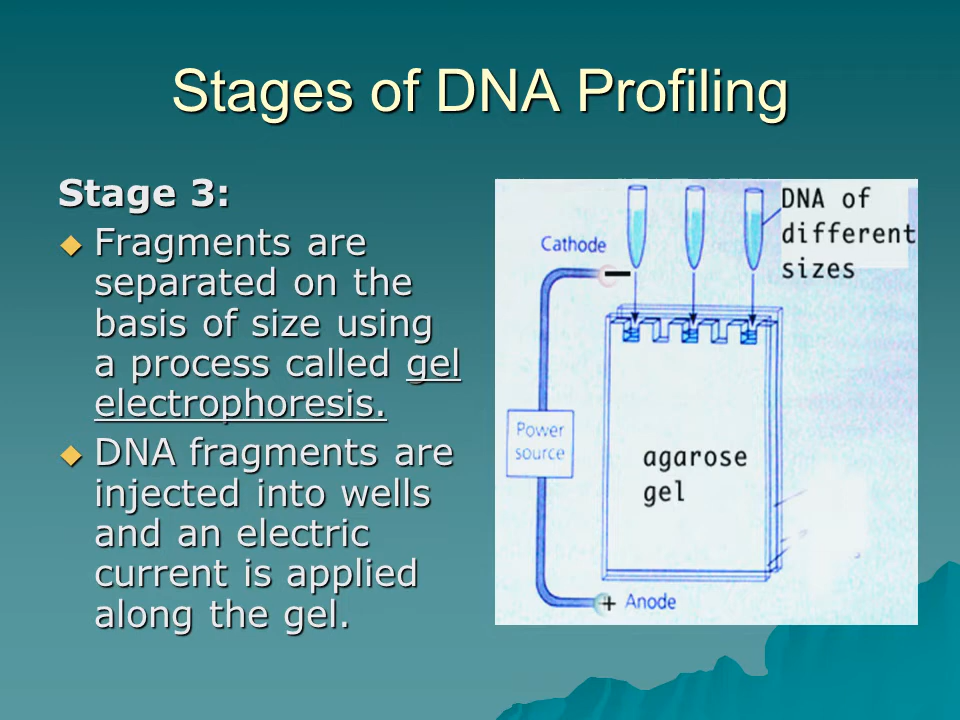 Stages of DNA Profiling
Stage 3:
Fragments are
separated on the
basis of size using
a process called gel
electrophoresis.
DNA fragments are
injected into wells
and an electric
current is applied
along the gel.
DNA of
different
sizes
Cathode
−
Power
source
agarose
gel
+ Anode